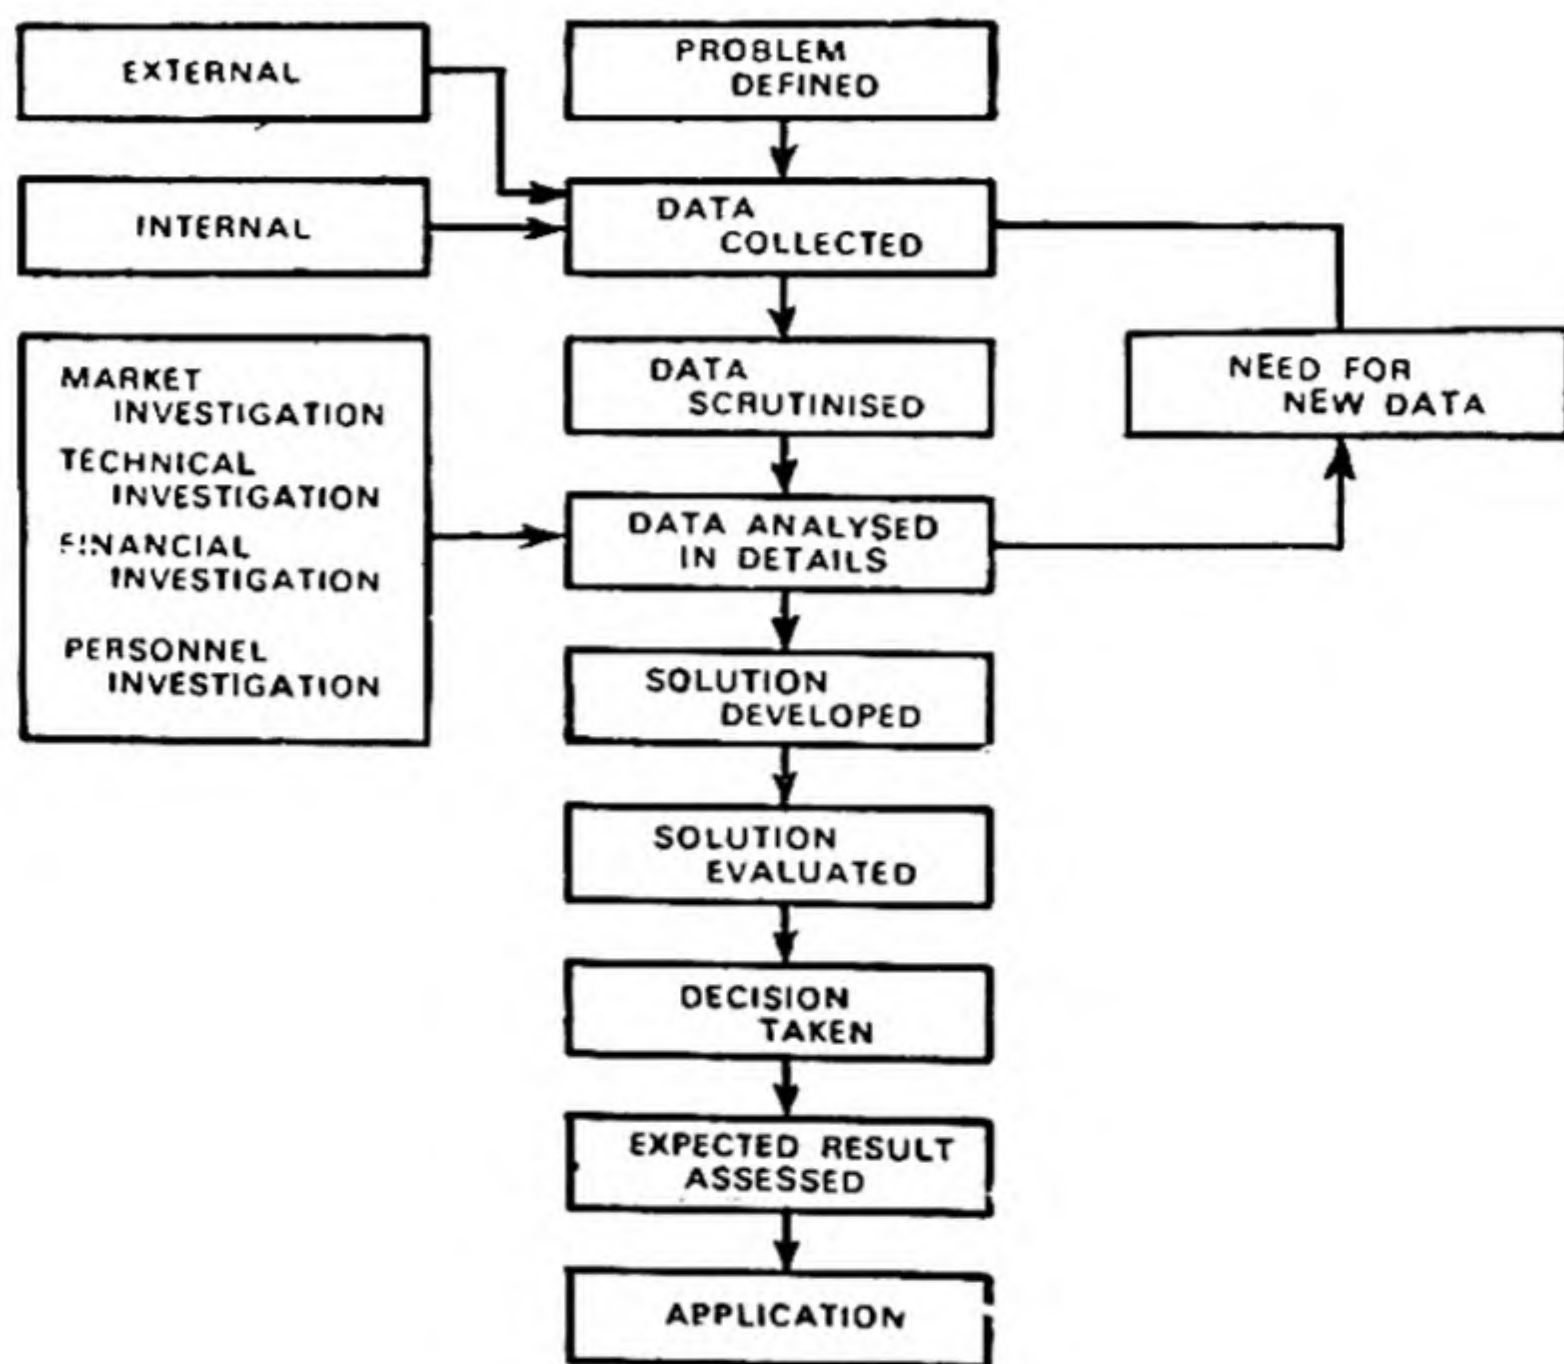 EXTERNAL
PROBLEM
DEFINED
INTERNAL
DATA
COLLECTED
MARKET
INVESTIGATION
TECHNICAL
INVESTIGATION
FINANCIAL
INVESTIGATION
PERSONNEL
INVESTIGATION
DATA
SCRUTINISED
NEED FOR
NEW DATA
DATA ANALYSED
IN DETAILS
SOLUTION
DEVELOPED
SOLUTION
EVALUATED
DECISION
TAKEN
EXPECTED RESULT
ASSESSED
APPLICATION